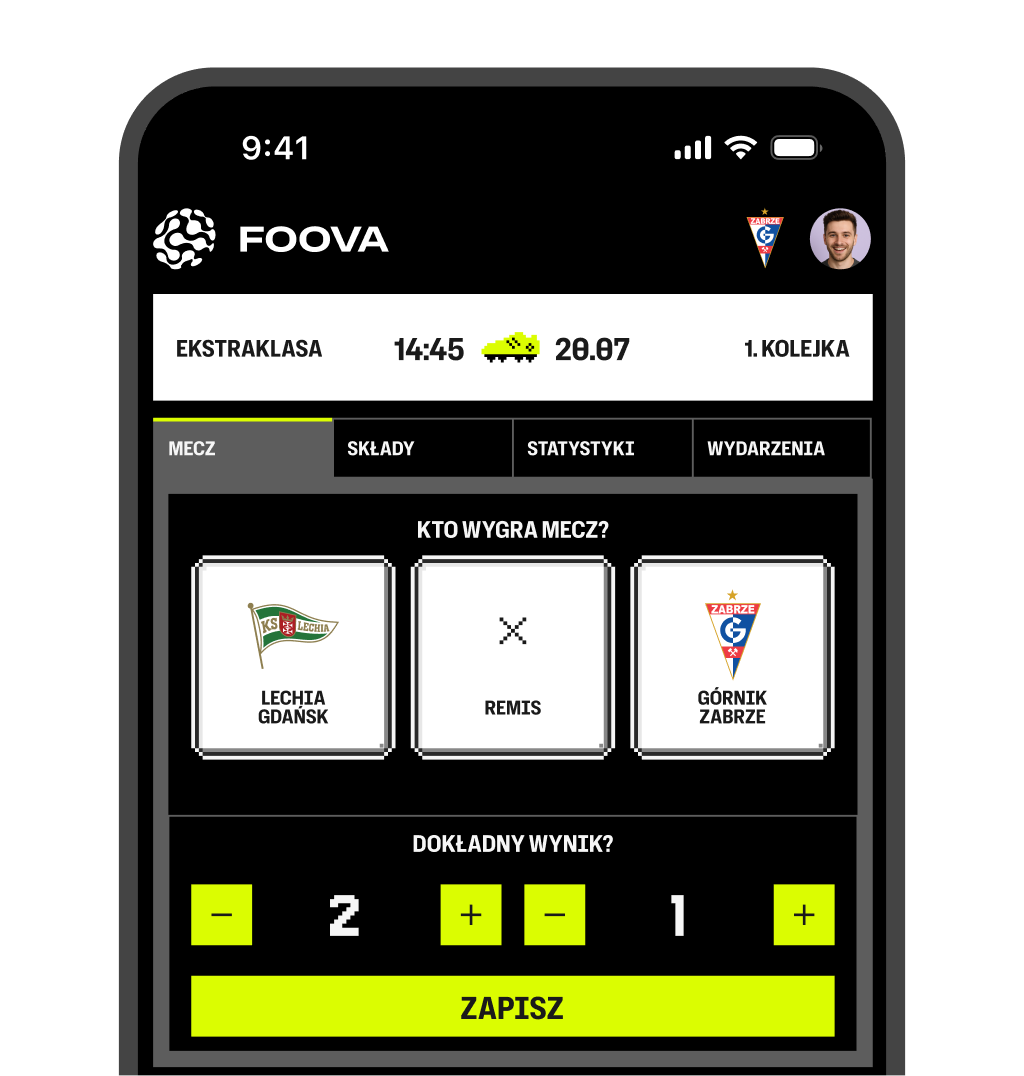 9:41
FOOVA
ZABRZE
G
EKSTRAKLASA 14:45 20.07 1. KOLEJKA
MECZ SKŁADY STATYSTYKI WYDARZENIA
KTO WYGRA MECZ?
KS LECHIA
ZABRZE
G
LECHIA
GDAŃSK
REMIS
GÓRNIK
ZABRZE
DOKŁADNY WYNIK?
− 2 + − 1 +
ZAPISZ